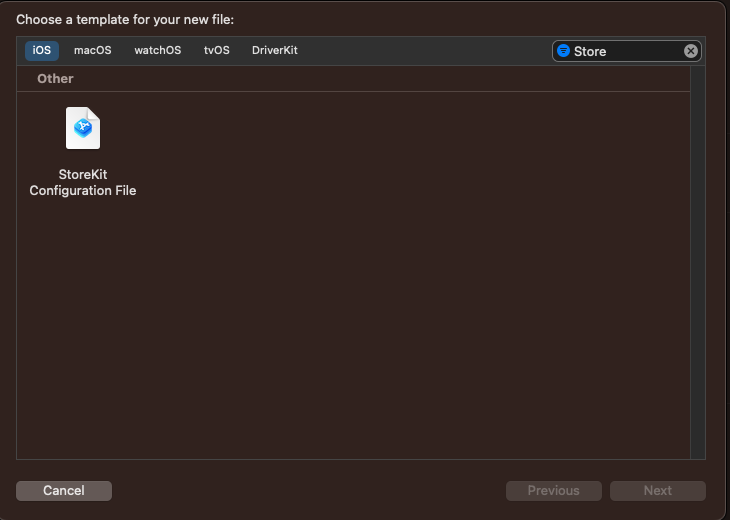 Choose a template for your new file:
iOS macOS watchOS tvOS DriverKit Store
Other
StoreKit
Configuration File
Cancel Previous Next